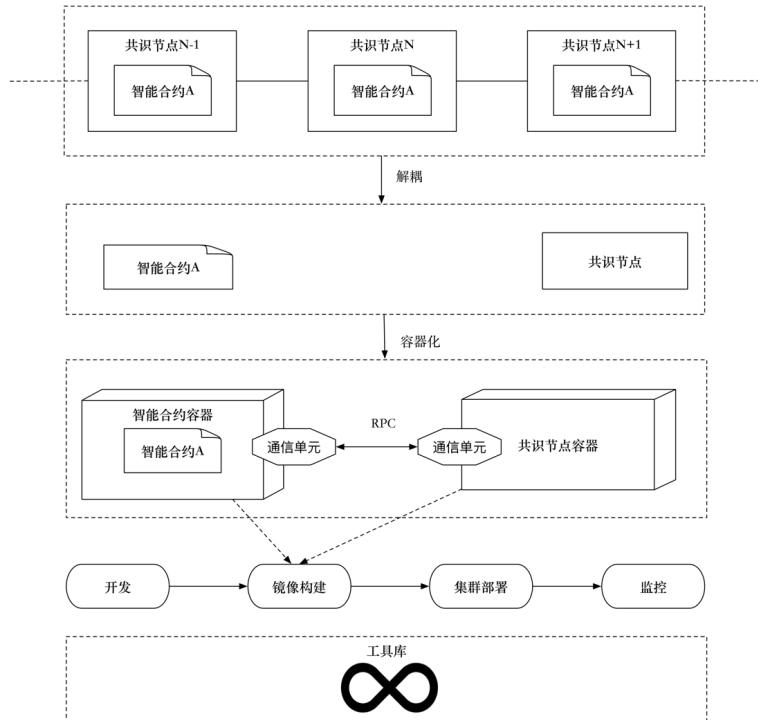 共识节点N-1
共识节点N
共识节点N+1
智能合约A
智能合约A
智能合约A
解耦
智能合约A
共识节点
容器化
智能合约容器
智能合约A
通信单元
RPC
通信单元
共识节点容器
开发
镜像构建
集群部署
监控
工具库